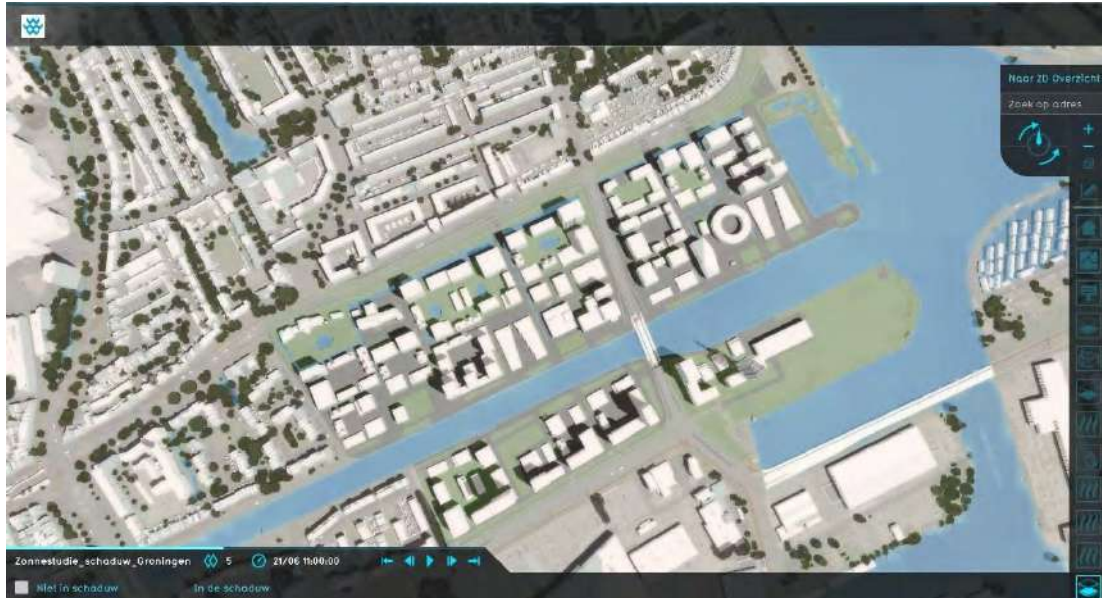 Naar 2D Overzicht
Zoek op adres
Zonnestudie_schaduw_Groningen 5 21/06 11:00:00
Niet in schaduw In de schaduw